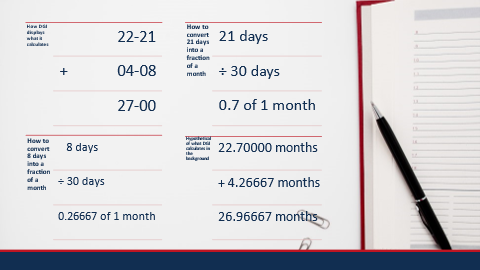 How DGI
displays
what it
calculates
22-21
+ 04-08
27-00
How to
convert
21 days
into a
fraction
of a
month
21 days
÷ 30 days
0.7 of 1 month
How to
convert
8 days
into a
fraction
of a
month
8 days
÷ 30 days
0.26667 of 1 month
Hypothetical
of what DGI
calculates in
the
background
22.70000 months
+ 4.26667 months
26.96667 months